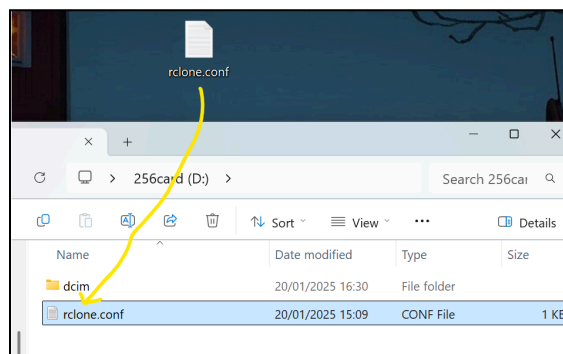 rclone.conf
256card (D:)
Search 256car
Sort
View
Details
Name Date modified Type Size
dcim 20/01/2025 16:30 File folder
rclone.conf 20/01/2025 15:09 CONF File 1 KE